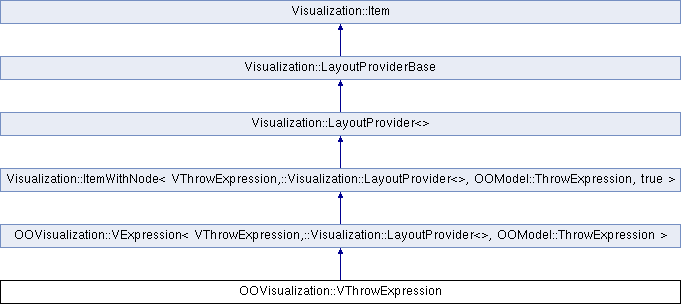 Visualization::Item
Visualization::LayoutProviderBase
Visualization::LayoutProvider<>
Visualization::ItemWithNode< VThrowExpression,::Visualization::LayoutProvider<>, OOModel::ThrowExpression, true >
OOVisualization::VExpression< VThrowExpression,::Visualization::LayoutProvider<>, OOModel::ThrowExpression >
OOVisualization::VThrowExpression